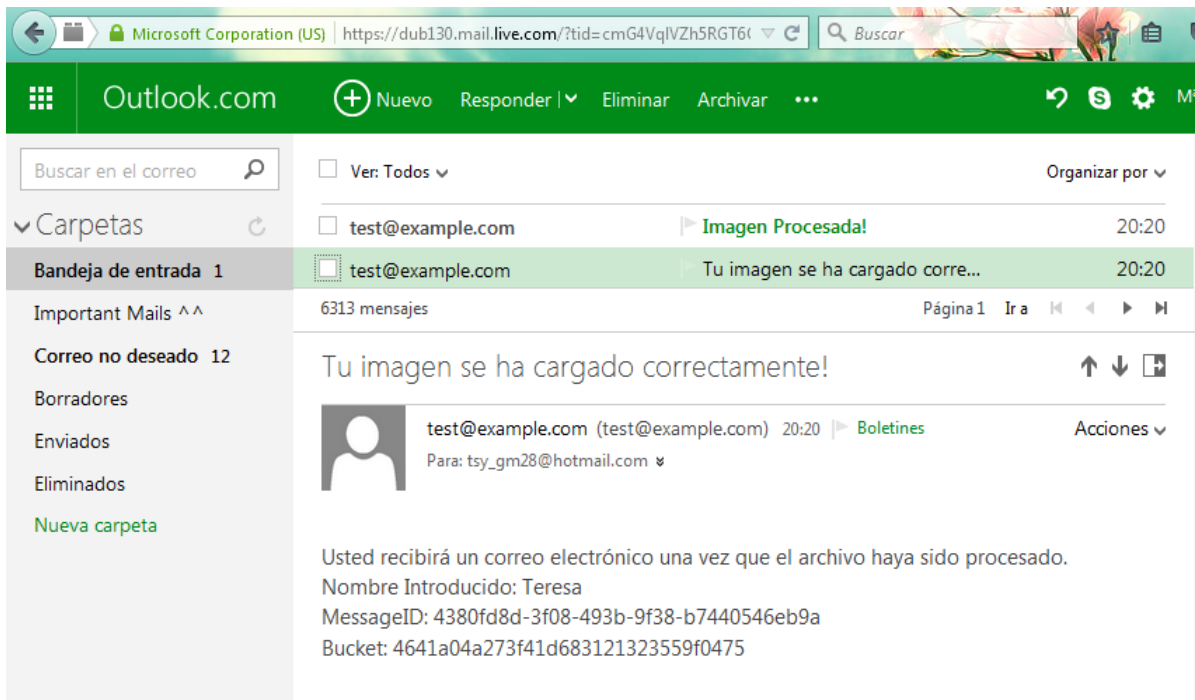 Microsoft Corporation (US) https://dub130.mail.live.com/?tid=cmG4VqlVZh5RGT6( Buscar
Outlook.com Nuevo Responder Eliminar Archivar •••
Buscar en el correo
Ver: Todos Organizar por
Carpetas
test@example.com Imagen Procesada! 20:20
Bandeja de entrada 1
test@example.com Tu imagen se ha cargado corre... 20:20
Important Mails ^^
6313 mensajes Página 1 Ir a
Correo no deseado 12
Tu imagen se ha cargado correctamente!
Borradores
test@example.com (test@example.com) 20:20 Boletines Acciones
Enviados
Para: tsy_gm28@hotmail.com
Eliminados
Nueva carpeta
Usted recibirá un correo electrónico una vez que el archivo haya sido procesado.
Nombre Introducido: Teresa
MessageID: 4380fd8d-3f08-493b-9f38-b7440546eb9a
Bucket: 4641a04a273f41d683121323559f0475